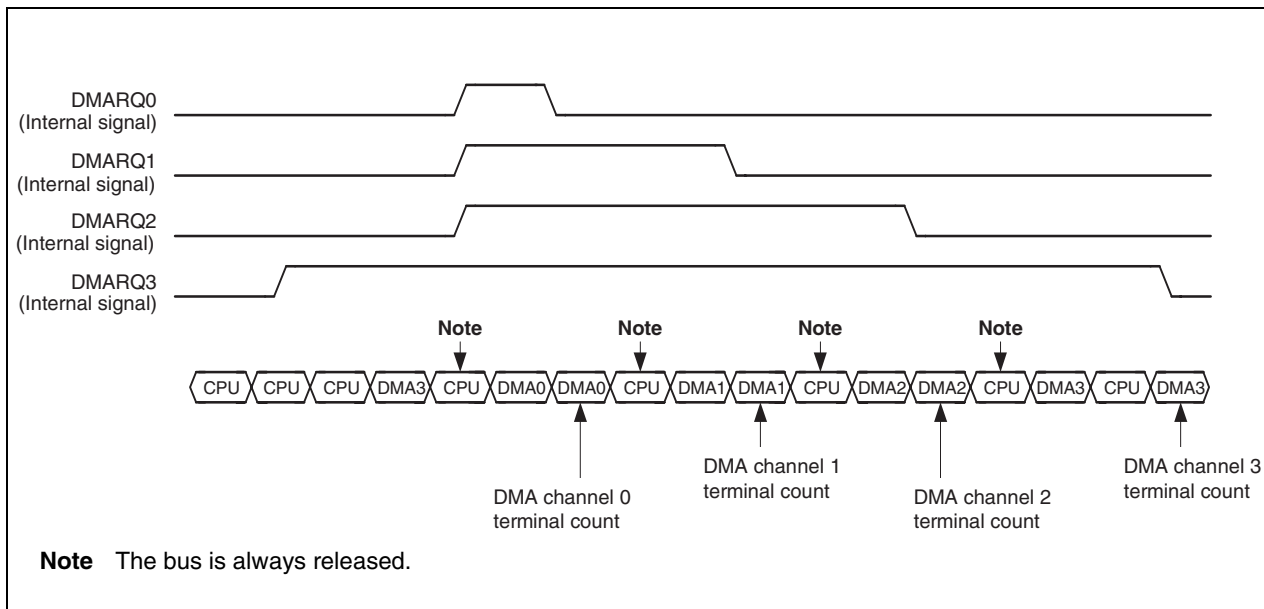 DMARQ0
(Internal signal)
DMARQ1
(Internal signal)
DMARQ2
(Internal signal)
DMARQ3
(Internal signal)
Note Note Note Note
CPU CPU CPU DMA3 CPU DMA0 DMA0 CPU DMA1 DMA1 CPU DMA2 DMA2 CPU DMA3 CPU DMA3
DMA channel 0
terminal count
DMA channel 1
terminal count
DMA channel 2
terminal count
DMA channel 3
terminal count
Note The bus is always released.